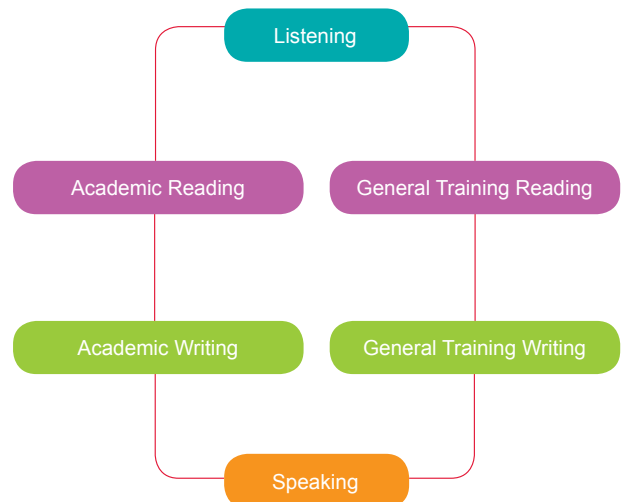 Listening
Academic Reading
General Training Reading
Academic Writing
General Training Writing
Speaking